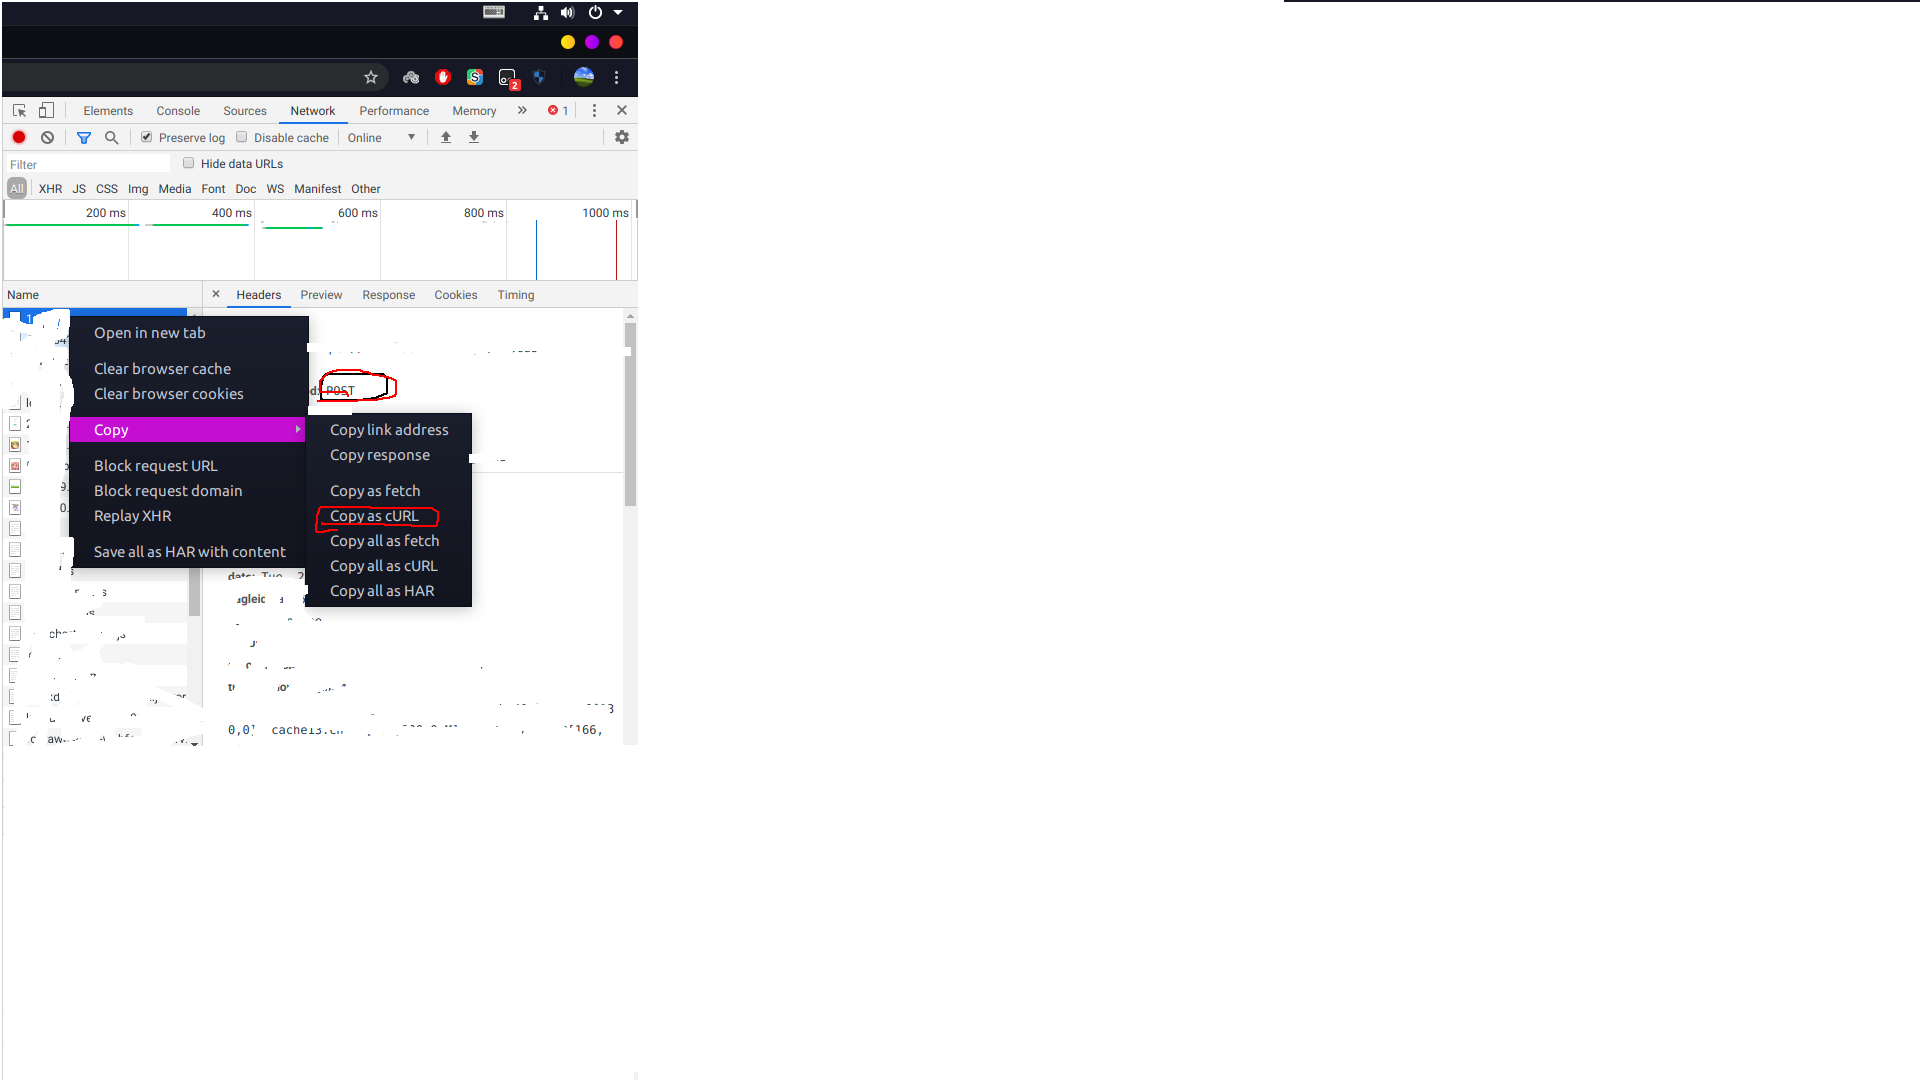 2
Elements Console Sources Network Performance Memory » 1
Preserve log Disable cache Online
Filter Hide data URLs
All XHR JS CSS Img Media Font Doc WS Manifest Other
200 ms 400 ms 600 ms 800 ms 1000 ms
Name Headers Preview Response Cookies Timing
Open in new tab
Clear browser cache
POST
Clear browser cookies
Copy
Copy link address
Copy response
Block request URL
Block request domain
Copy as fetch
Replay XHR
Copy as cURL
Copy all as fetch
Save all as HAR with content
Copy all as cURL
Copy all as HAR